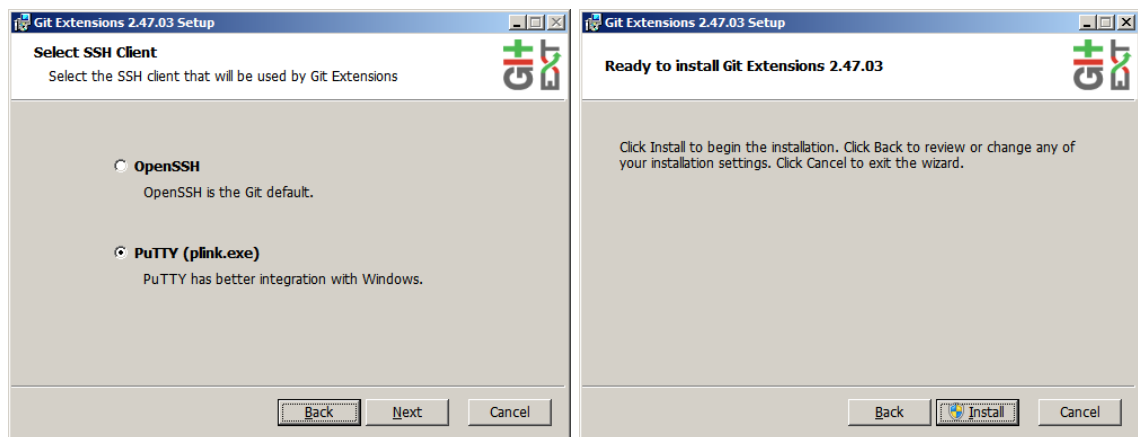 Git Extensions 2.47.03 Setup
Select SSH Client
Select the SSH client that will be used by Git Extensions
Git Ext
OpenSSH
OpenSSH is the Git default.
PuTTY (plink.exe)
PuTTY has better integration with Windows.
Back Next Cancel
Git Extensions 2.47.03 Setup
Ready to install Git Extensions 2.47.03
Git Ext
Click Install to begin the installation. Click Back to review or change any of
your installation settings. Click Cancel to exit the wizard.
Back Install Cancel